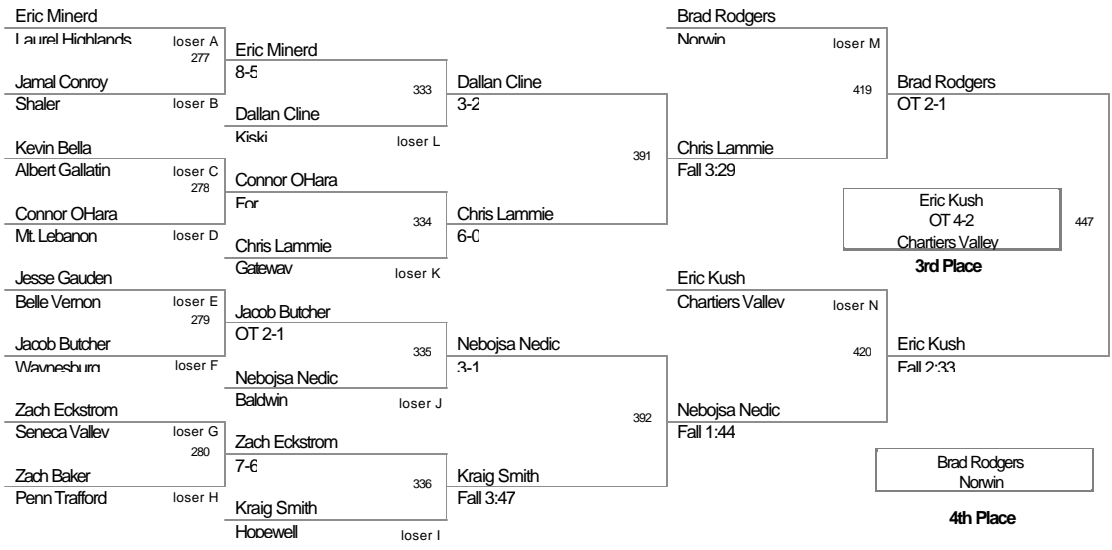 Eric Minerd
Laurel Highlands
loser A
277
Jamal Conroy
Shaler
loser B
Kevin Bella
Albert Gallatin
loser C
278
Connor OHara
Mt. Lebanon
loser D
Jesse Gauden
Belle Vernon
loser E
279
Jacob Butcher
Waynesburg
loser F
Zach Eckstrom
Seneca Valley
loser G
280
Zach Baker
Penn Trafford
loser H
Eric Minerd
8-5
333
Dallan Cline
Kiski
loser L
Connor OHara
For
334
Chris Lammie
Gateway
loser K
Jacob Butcher
OT 2-1
335
Nebojsa Nedic
Baldwin
loser J
Zach Eckstrom
7-6
336
Kraig Smith
Hopewell
loser I
Dallan Cline
3-2
391
Chris Lammie
6-0
Nebojsa Nedic
3-1
392
Kraig Smith
Fall 3:47
Brad Rodgers
Norwin
loser M
419
Chris Lammie
Fall 3:29
Eric Kush
Chartiers Valley
loser N
420
Nebojsa Nedic
Fall 1:44
Brad Rodgers
OT 2-1
Eric Kush
OT 4-2
Chartiers Valley
447
3rd Place
Eric Kush
Fall 2:33
Brad Rodgers
Norwin
4th Place